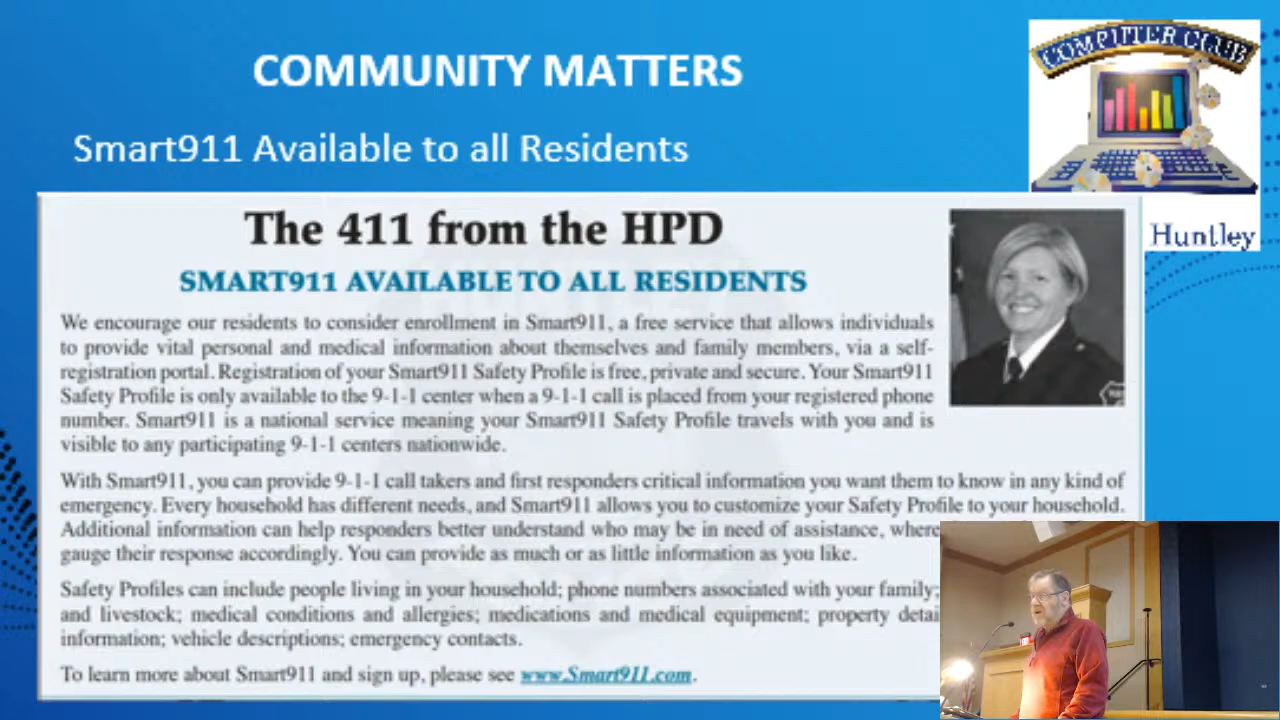 COMMUNITY MATTERS
COMPUTER CLUB
Huntley
Smart911 Available to all Residents
The 411 from the HPD
SMART911 AVAILABLE TO ALL RESIDENTS
We encourage our residents to consider enrollment in Smart911, a free service that allows individuals
to provide vital personal and medical information about themselves and family members, via a self-
registration portal. Registration of your Smart911 Safety Profile is free, private and secure. Your Smart911
Safety Profile is only available to the 9-1-1 center when a 9-1-1 call is placed from your registered phone
number. Smart911 is a national service meaning your Smart911 Safety Profile travels with you and is
visible to any participating 9-1-1 centers nationwide.
With Smart911, you can provide 9-1-1 call takers and first responders critical information you want them to know in any kind of
emergency. Every household has different needs, and Smart911 allows you to customize your Safety Profile to your household.
Additional information can help responders better understand who may be in need of assistance, where
gauge their response accordingly. You can provide as much or as little information as you like.
Safety Profiles can include people living in your household; phone numbers associated with your family;
and livestock; medical conditions and allergies; medications and medical equipment; property detai
information; vehicle descriptions; emergency contacts.
To learn more about Smart911 and sign up, please see www.Smart911.com.